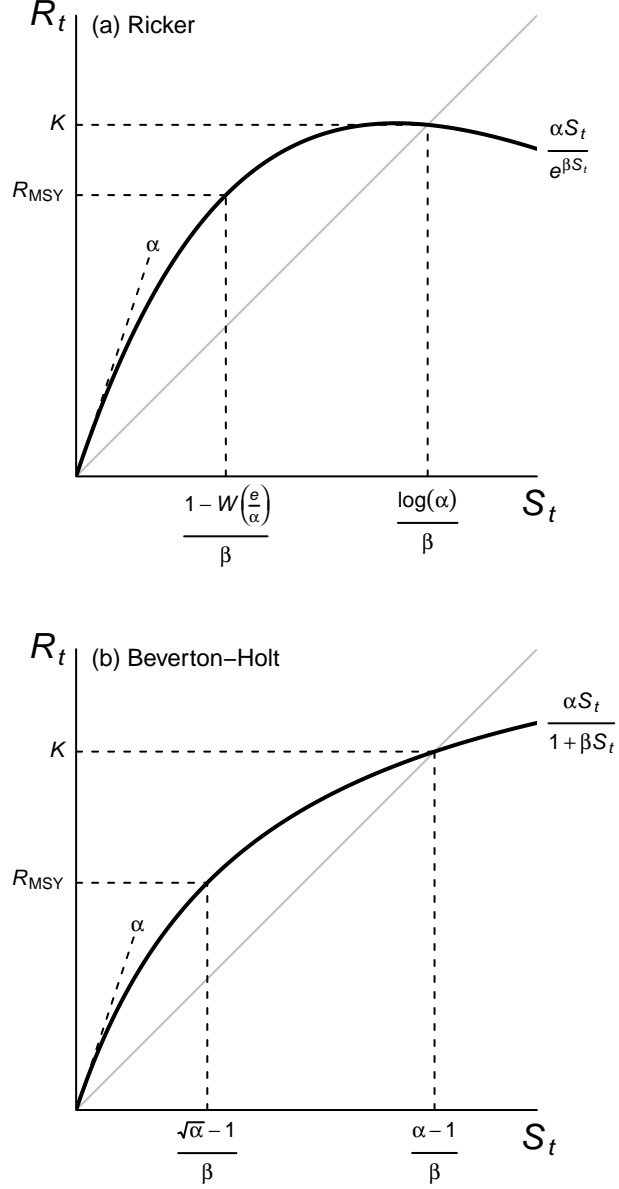 R_t (a) Ricker
K
αS_t / e^{βS_t}
R_MSY
α
(1 − W(e/α)) / β
log(α) / β
S_t
R_t (b) Beverton−Holt
αS_t / (1 + βS_t)
K
R_MSY
α
(√α − 1) / β
(α − 1) / β
S_t